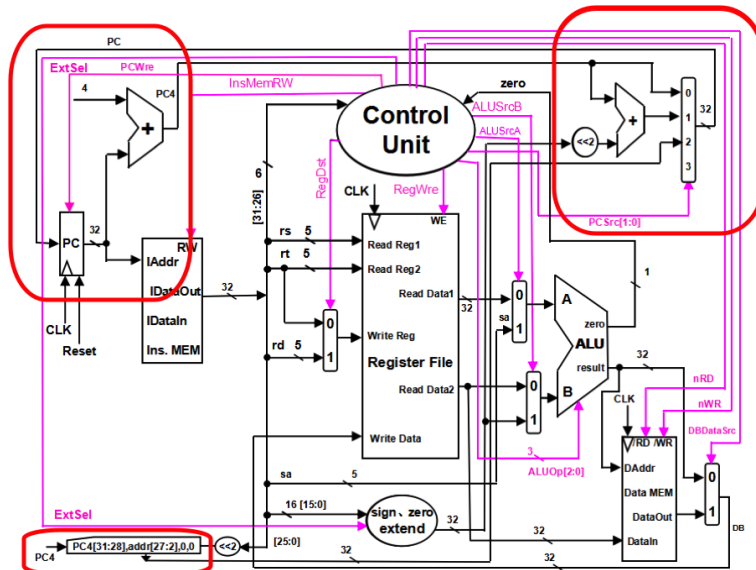 PC
ExtSel
PCWre
InsMemRW
4
PC4
+
Control
Unit
zero
ALUSrcB
ALUSrcA
<<2
+
0
1
2
3
32
PCSrc[1:0]
6
[31:26]
RegDst
CLK
RegWre
WE
PC
32
RW
IAddr
IDataOut
IDataIn
Ins. MEM
CLK
Reset
32
rs 5
rt 5
rd 5
0
1
Read Reg1
Read Reg2
Read Data1
Write Reg
Register File
Read Data2
Write Data
32
sa
0
1
0
1
A
B
zero
ALU
result
1
32
3
ALUOp[2:0]
nRD
nWR
DBDataSrc
CLK
/RD /WR
DAddr
Data MEM
DataOut
DataIn
0
1
DB
sa 5
16 [15:0]
sign、zero
extend
32
32
ExtSel
PC4
PC4[31:28],addr[27:2],0,0
<<2
[25:0]
32
32